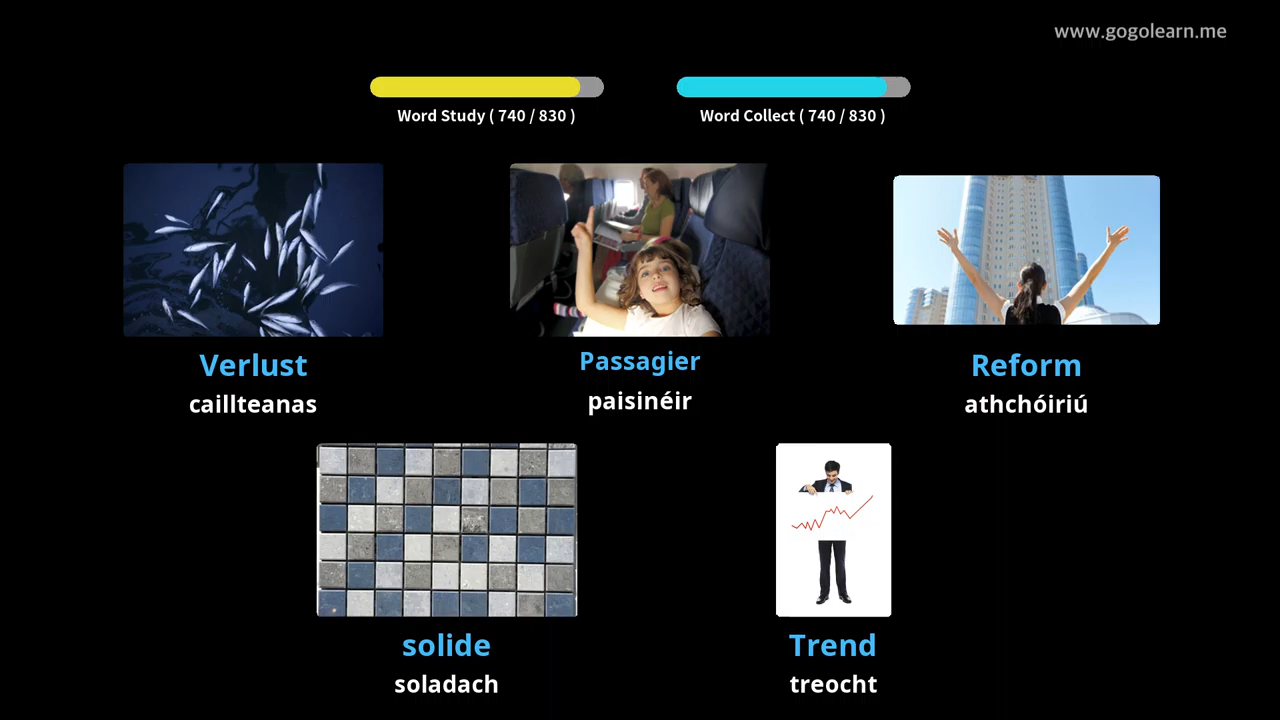 www.gogolearn.me
Word Study ( 740 / 830 )
Word Collect ( 740 / 830 )
Verlust
caillteanas
Passagier
paisinéir
Reform
athchóiriú
solide
soladach
Trend
treocht